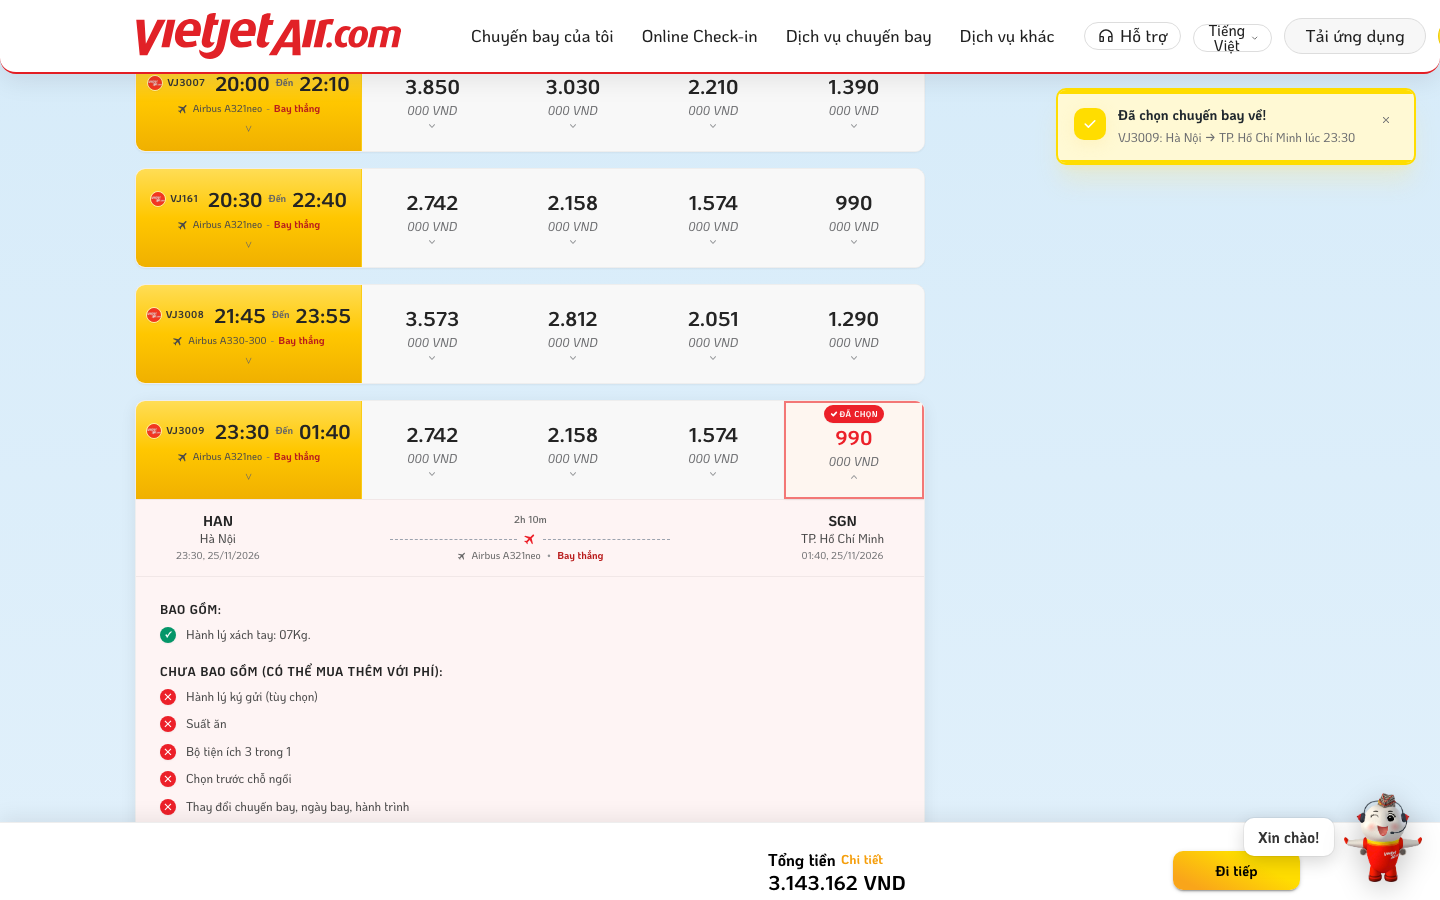 vietjetAir.com
Chuyến bay của tôi
Online Check-in
Dịch vụ chuyến bay
Dịch vụ khác
Hỗ trợ
Tiếng
Việt
Tải ứng dụng
VJ3007 20:00 Đến 22:10
Airbus A321neo - Bay thẳng
3.850 3.030 2.210 1.390
000 VND 000 VND 000 VND 000 VND
Đã chọn chuyến bay về!
VJ3009: Hà Nội → TP. Hồ Chí Minh lúc 23:30
VJ161 20:30 Đến 22:40
Airbus A321neo - Bay thẳng
2.742 2.158 1.574 990
000 VND 000 VND 000 VND 000 VND
VJ3008 21:45 Đến 23:55
Airbus A330-300 - Bay thẳng
3.573 2.812 2.051 1.290
000 VND 000 VND 000 VND 000 VND
VJ3009 23:30 Đến 01:40
Airbus A321neo - Bay thẳng
ĐÃ CHỌN
2.742 2.158 1.574 990
000 VND 000 VND 000 VND 000 VND
HAN
Hà Nội
23:30, 25/11/2026
2h 10m
Airbus A321neo • Bay thẳng
SGN
TP. Hồ Chí Minh
01:40, 25/11/2026
BAO GỒM:
Hành lý xách tay: 07Kg.
CHƯA BAO GỒM (CÓ THỂ MUA THÊM VỚI PHÍ):
Hành lý ký gửi (tùy chọn)
Suất ăn
Bộ tiện ích 3 trong 1
Chọn trước chỗ ngồi
Thay đổi chuyến bay, ngày bay, hành trình
Tổng tiền Chi tiết
3.143.162 VND
Đi tiếp
Xin chào!